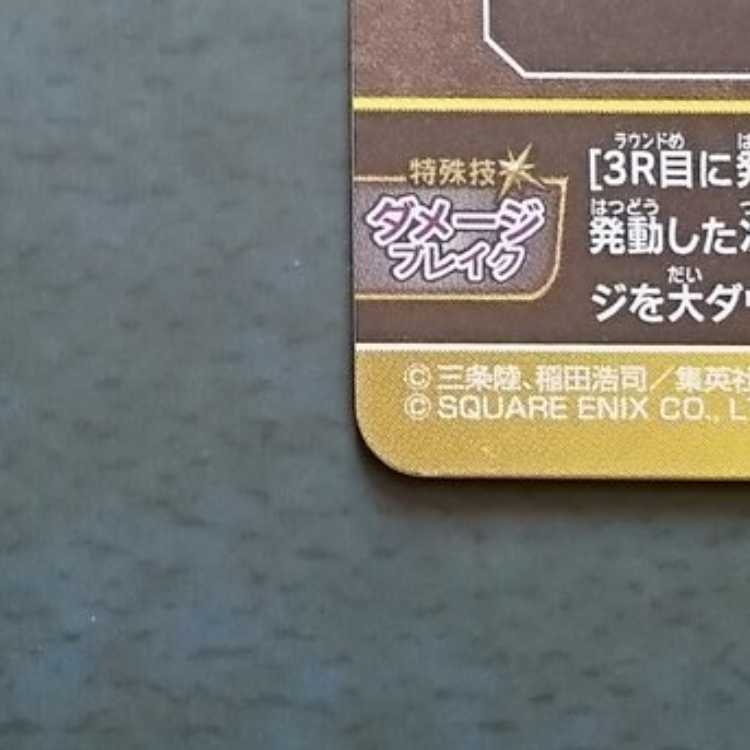 特殊技
ダメージ
ブレイク
ラウンドめ
[3R目に発
はつどう
発動した
だい
ジを大ダ
©三条陸、稲田浩司／集英社
©SQUARE ENIX CO., L